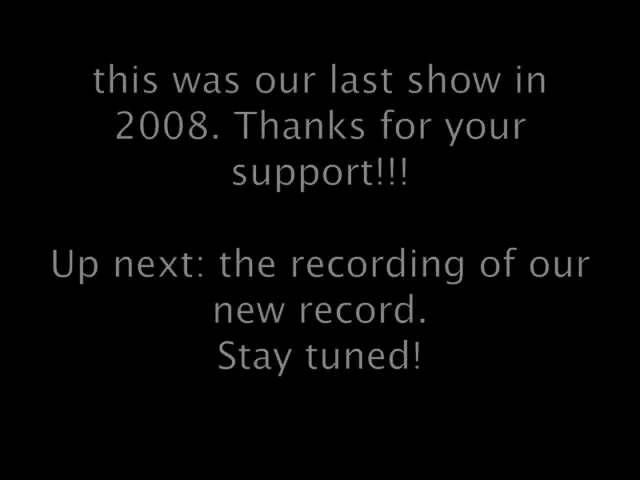 this was our last show in
2008. Thanks for your
support!!!
Up next: the recording of our
new record.
Stay tuned!